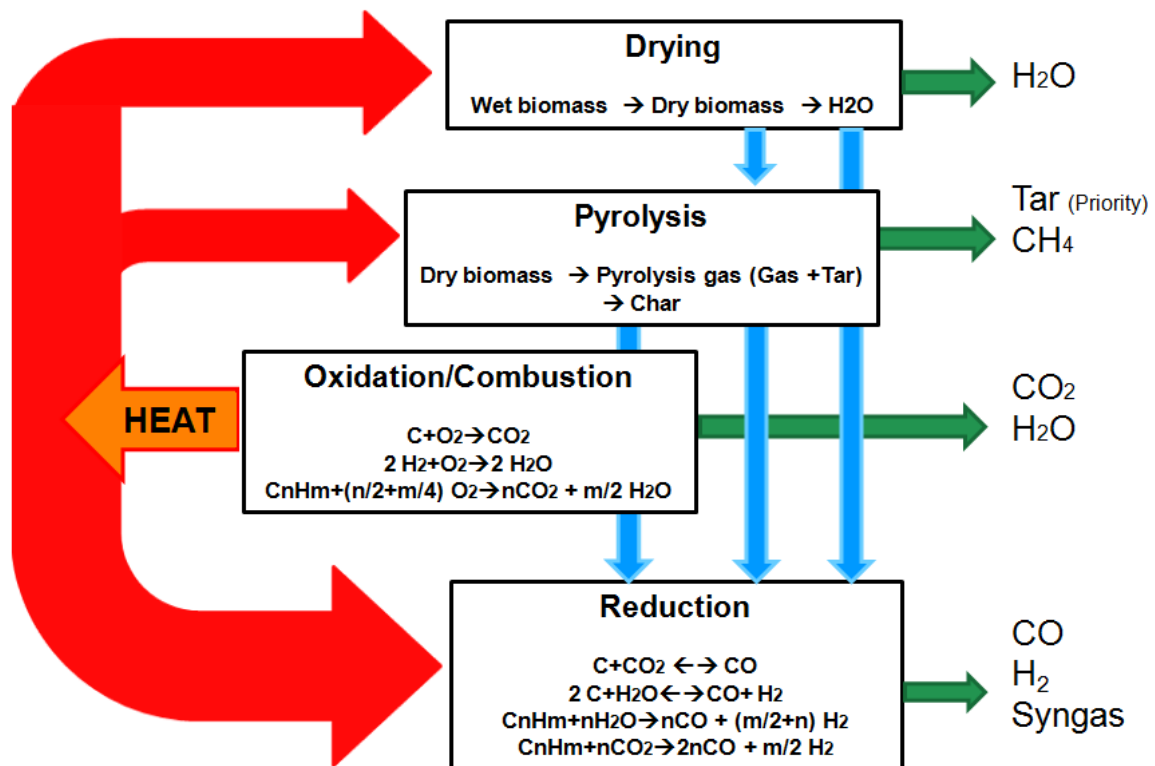 Drying
Wet biomass → Dry biomass → H2O
H2O
Pyrolysis
Dry biomass → Pyrolysis gas (Gas +Tar)
→ Char
Tar (Priority)
CH4
HEAT
Oxidation/Combustion
C+O2→CO2
2 H2+O2→2 H2O
CnHm+(n/2+m/4) O2→nCO2 + m/2 H2O
CO2
H2O
Reduction
C+CO2 ←→ CO
2 C+H2O←→CO+ H2
CnHm+nH2O→nCO + (m/2+n) H2
CnHm+nCO2→2nCO + m/2 H2
CO
H2
Syngas